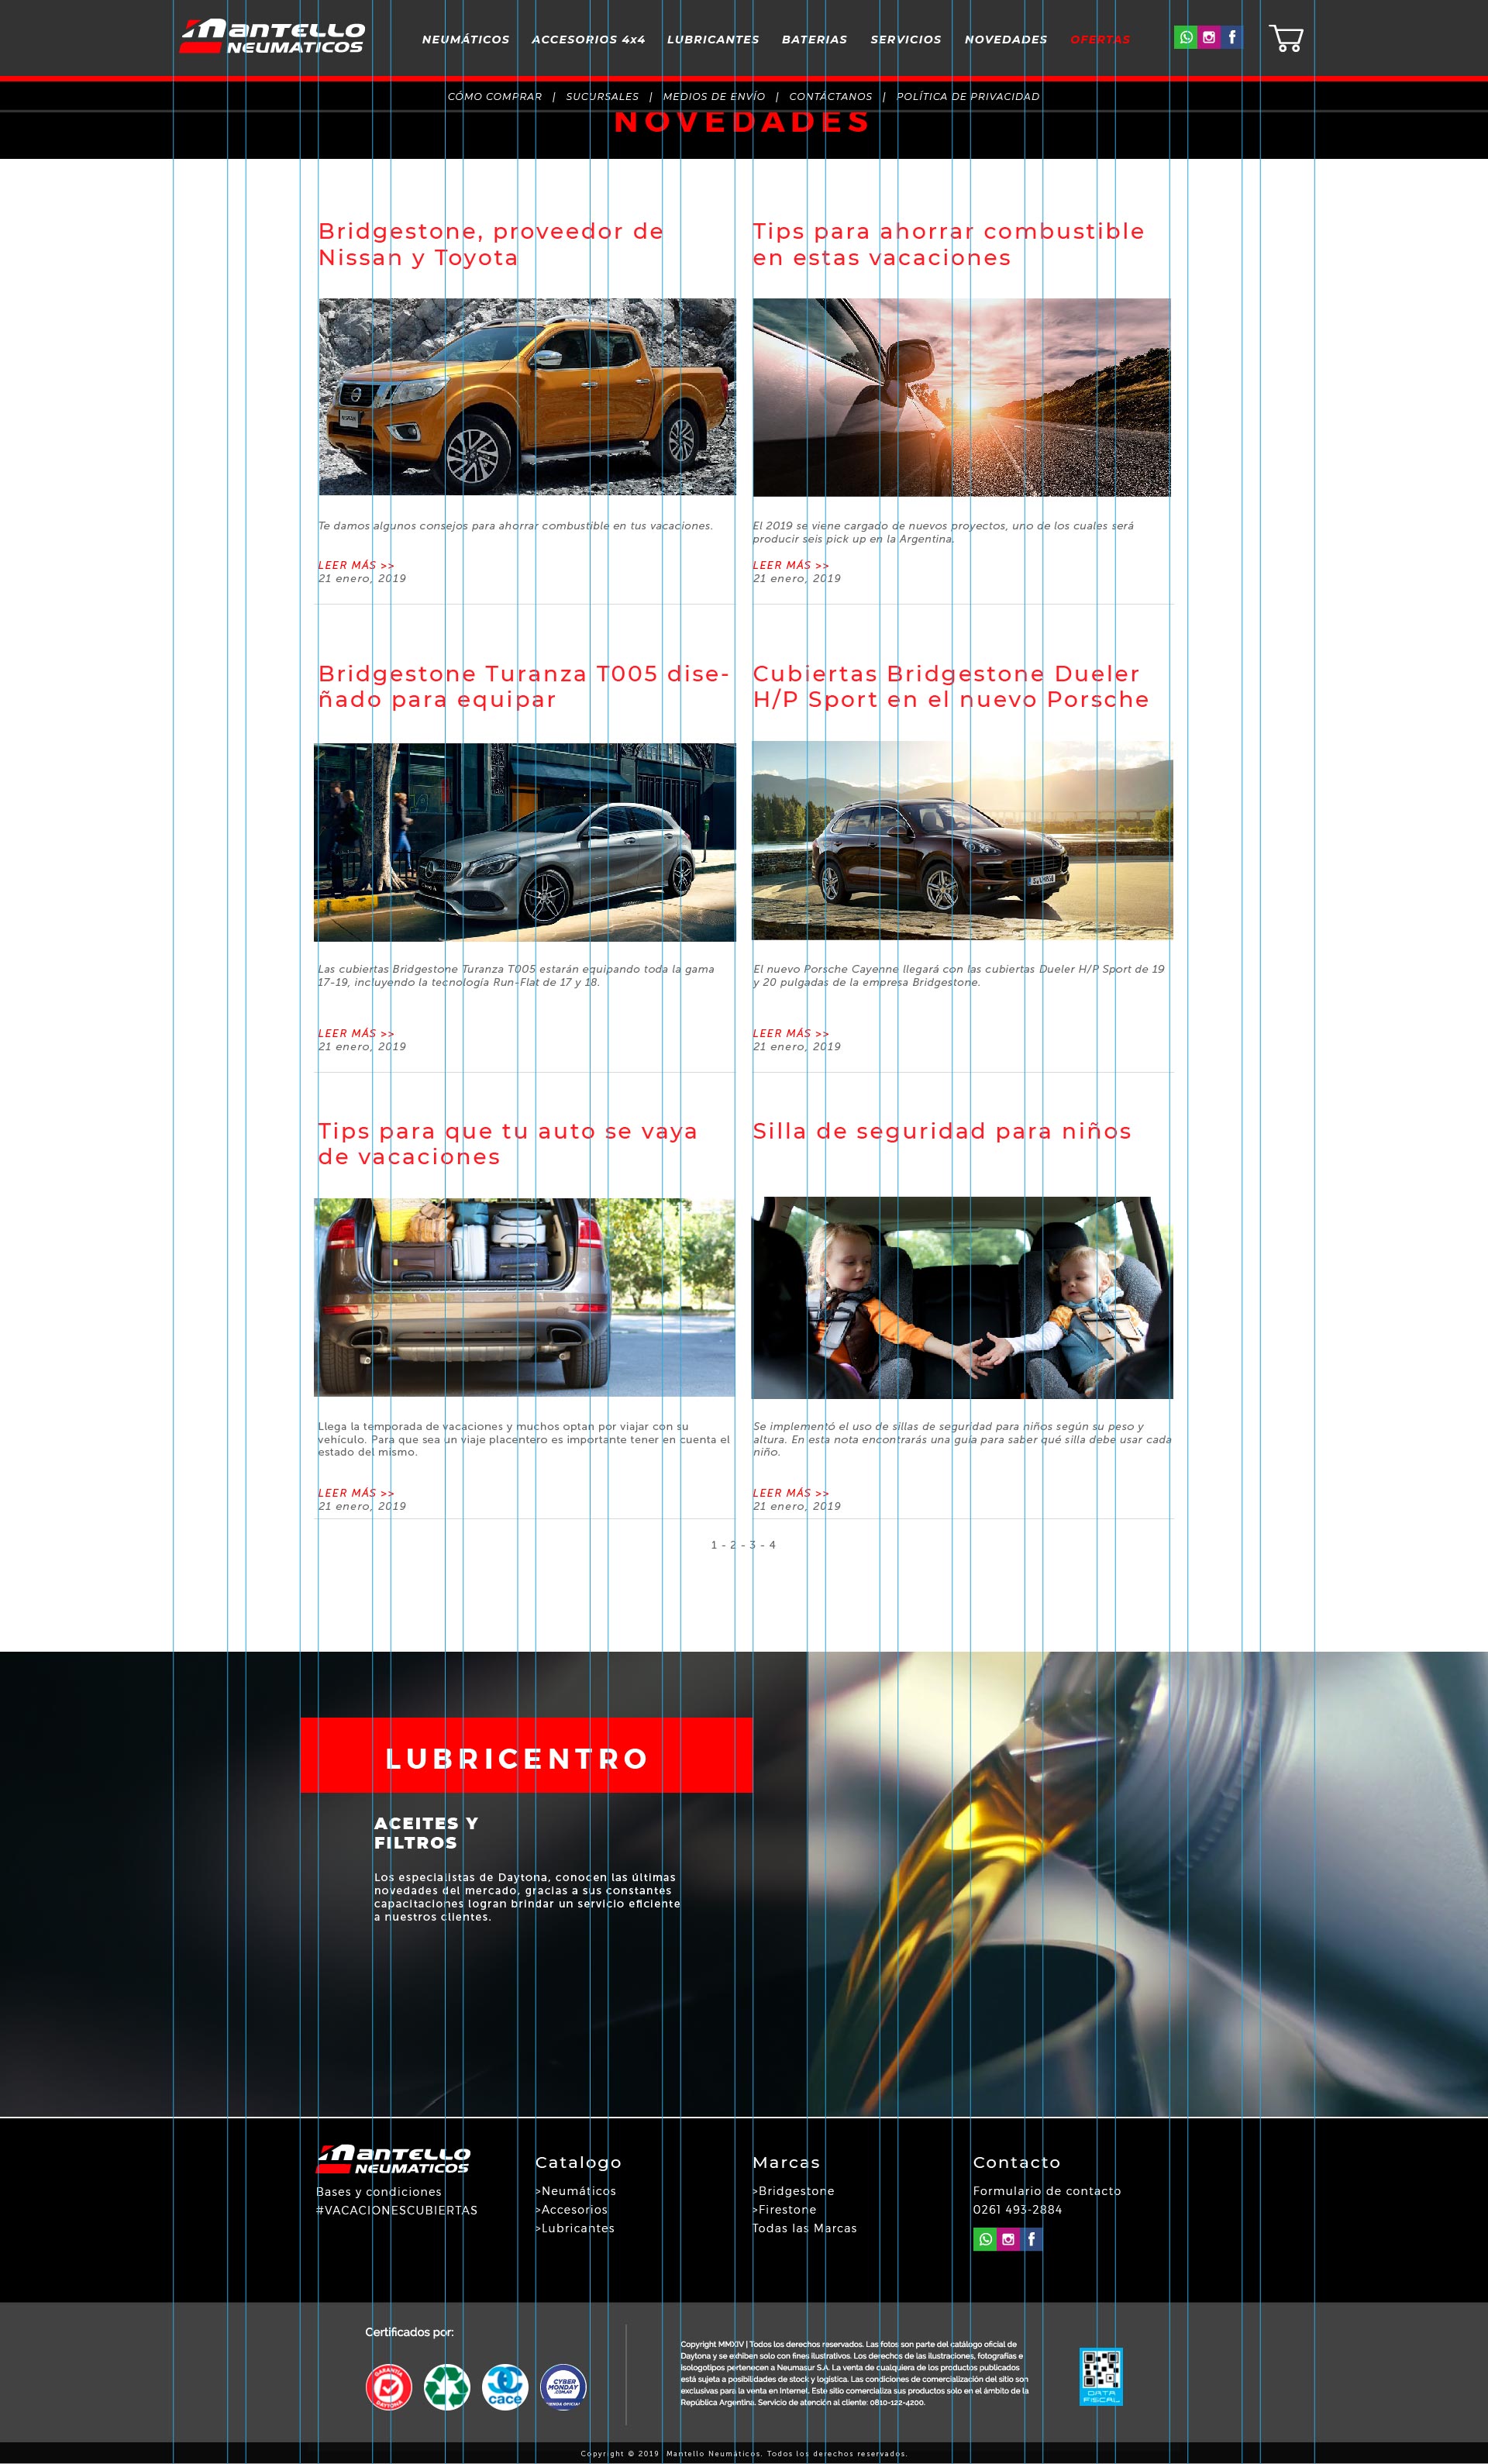 mantello
NEUMATICOS
NEUMÁTICOS ACCESORIOS 4x4 LUBRICANTES BATERIAS SERVICIOS NOVEDADES OFERTAS
CÓMO COMPRAR | SUCURSALES | MEDIOS DE ENVÍO | CONTÁCTANOS | POLÍTICA DE PRIVACIDAD
NOVEDADES
Bridgestone, proveedor de
Nissan y Toyota
Te damos algunos consejos para ahorrar combustible en tus vacaciones.
LEER MÁS >>
21 enero, 2019
Tips para ahorrar combustible
en estas vacaciones
El 2019 se viene cargado de nuevos proyectos, uno de los cuales será
producir seis pick up en la Argentina.
LEER MÁS >>
21 enero, 2019
Bridgestone Turanza T005 dise-
ñado para equipar
Las cubiertas Bridgestone Turanza T005 estarán equipando toda la gama
17-19, incluyendo la tecnología Run-Flat de 17 y 18.
LEER MÁS >>
21 enero, 2019
Cubiertas Bridgestone Dueler
H/P Sport en el nuevo Porsche
El nuevo Porsche Cayenne llegará con las cubiertas Dueler H/P Sport de 19
y 20 pulgadas de la empresa Bridgestone.
LEER MÁS >>
21 enero, 2019
Tips para que tu auto se vaya
de vacaciones
Llega la temporada de vacaciones y muchos optan por viajar con su
vehículo. Para que sea un viaje placentero es importante tener en cuenta el
estado del mismo.
LEER MÁS >>
21 enero, 2019
Silla de seguridad para niños
Se implementó el uso de sillas de seguridad para niños según su peso y
altura. En esta nota encontrarás una guía para saber qué silla debe usar cada
niño.
LEER MÁS >>
21 enero, 2019
1 - 2 - 3 - 4
LUBRICENTRO
ACEITES Y
FILTROS
Los especialistas de Daytona, conocen las últimas
novedades del mercado, gracias a sus constantes
capacitaciones logran brindar un servicio eficiente
a nuestros clientes.
mantello
NEUMATICOS
Bases y condiciones
#VACACIONESCUBIERTAS
Catalogo
>Neumáticos
>Accesorios
>Lubricantes
Marcas
>Bridgestone
>Firestone
Todas las Marcas
Contacto
Formulario de contacto
0261 493-2884
Certificados por:
GARANTIA
DAYTONA
cace
CYBER
MONDAY
.COM.AR
TIENDA OFICIAL
Copyright MMXIV | Todos los derechos reservados. Las fotos son parte del catálogo oficial de
Daytona y se exhiben solo con fines ilustrativos. Los derechos de las ilustraciones, fotografías e
isologotipos pertenecen a Neumasur S.A. La venta de cualquiera de los productos publicados
está sujeta a posibilidades de stock y logística. Las condiciones de comercialización del sitio son
exclusivas para la venta en Internet. Este sitio comercializa sus productos solo en el ámbito de la
República Argentina. Servicio de atención al cliente: 0810-122-4200.
DATA
FISCAL
Copyright © 2019 Mantello Neumáticos. Todos los derechos reservados.